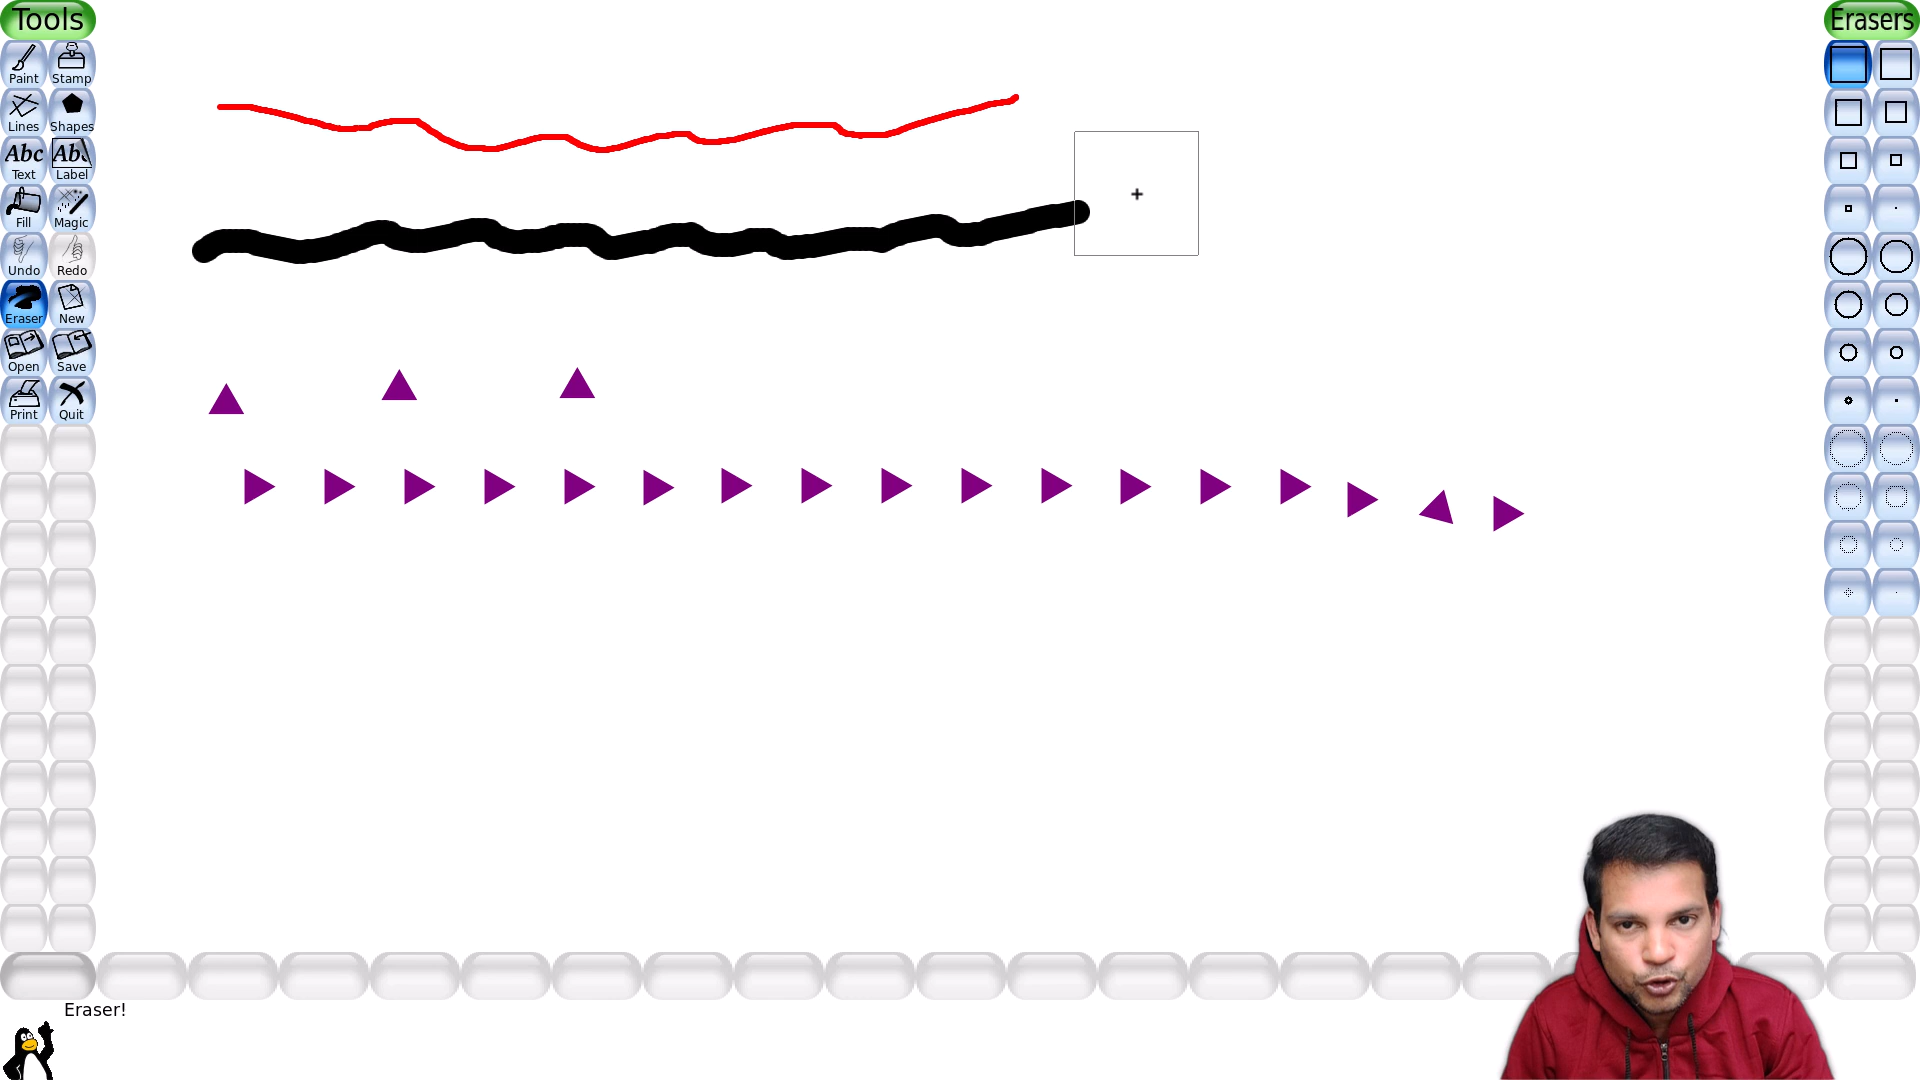 Tools
Erasers
Paint
Stamp
Lines
Shapes
Abc
Abc
Text
Label
Fill
Magic
Undo
Redo
Eraser
New
Open
Save
Print
Quit
Eraser!